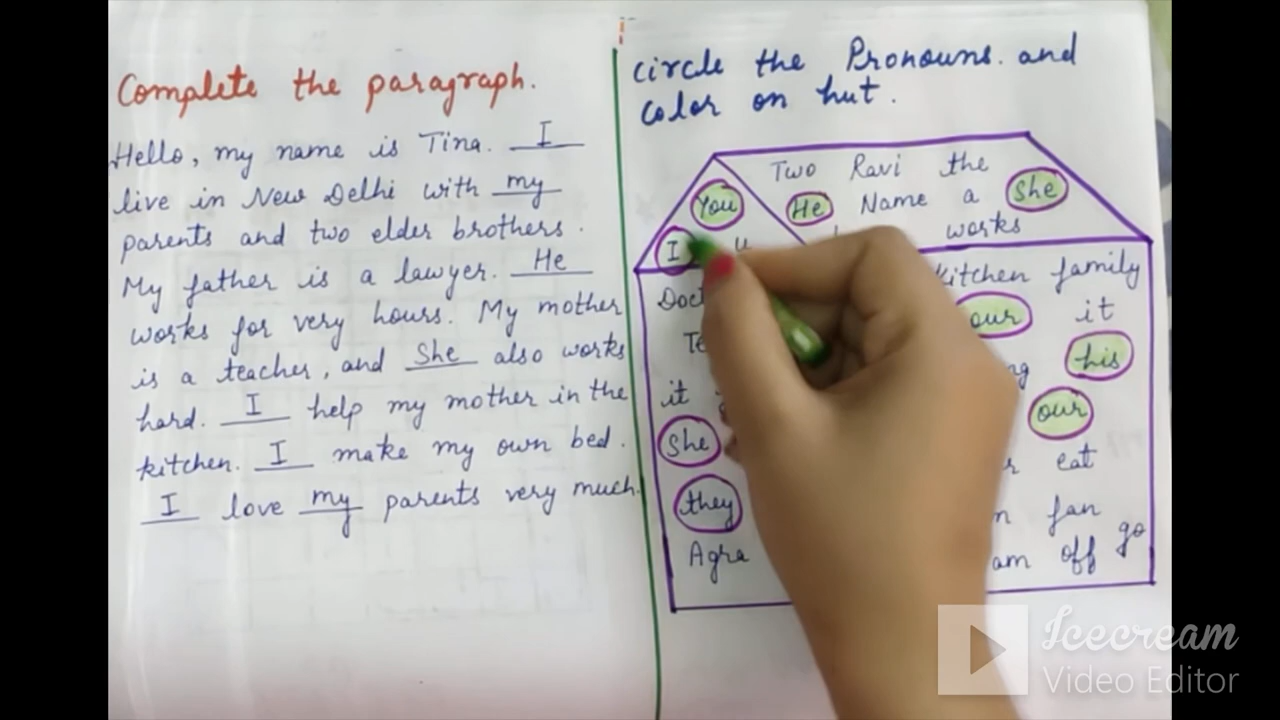 Complete the paragraph.
Hello, my name is Tina. I
live in New Delhi with my
parents and two elder brothers.
My father is a lawyer. He
works for very hours. My mother
is a teacher, and She also works
hard. I help my mother in the
kitchen. I make my own bed.
I love my parents very much.
circle the Pronouns. and
Color on hut.
Two Ravi the
You He Name a She
I works
kitchen family
our it
his
it
our
She
eat
they fan
Agra am off go
Icecream
Video Editor